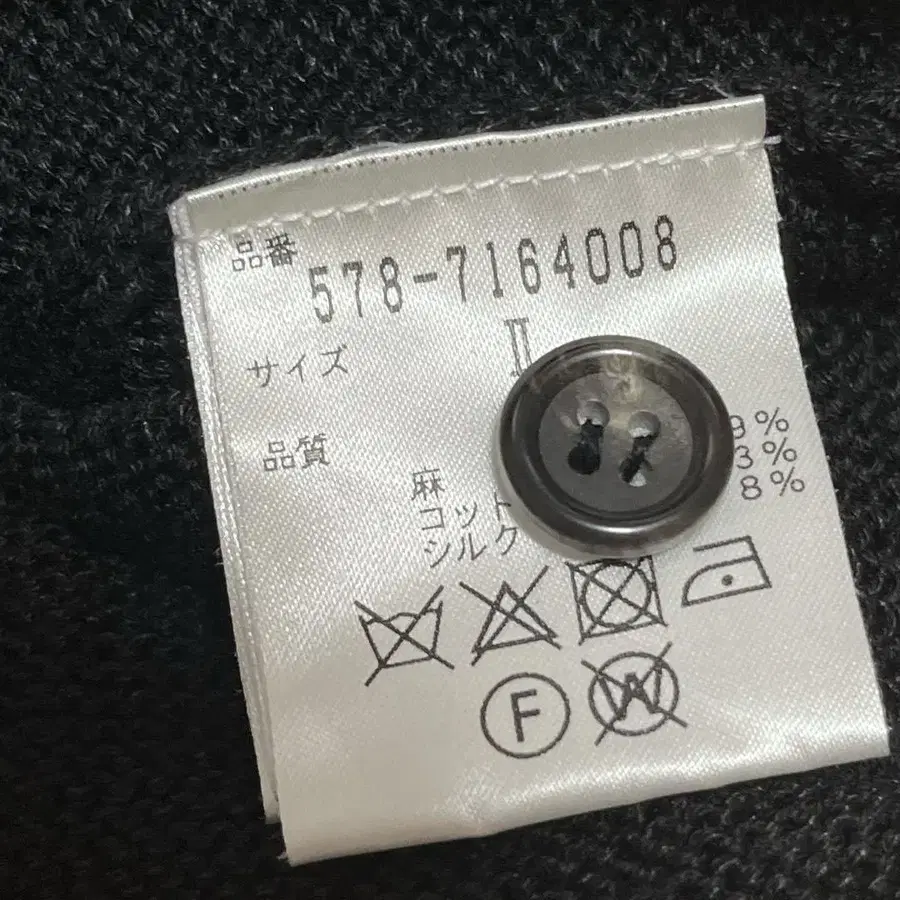 品番 578-7164008
サイズ II
品質
麻 9%
コット 3%
シルク 8%
F W